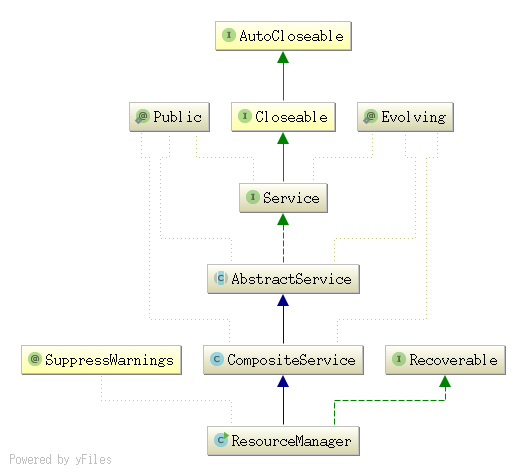 AutoCloseable
Public
Closeable
Evolving
Service
AbstractService
SuppressWarnings
CompositeService
Recoverable
ResourceManager
Powered by yFiles